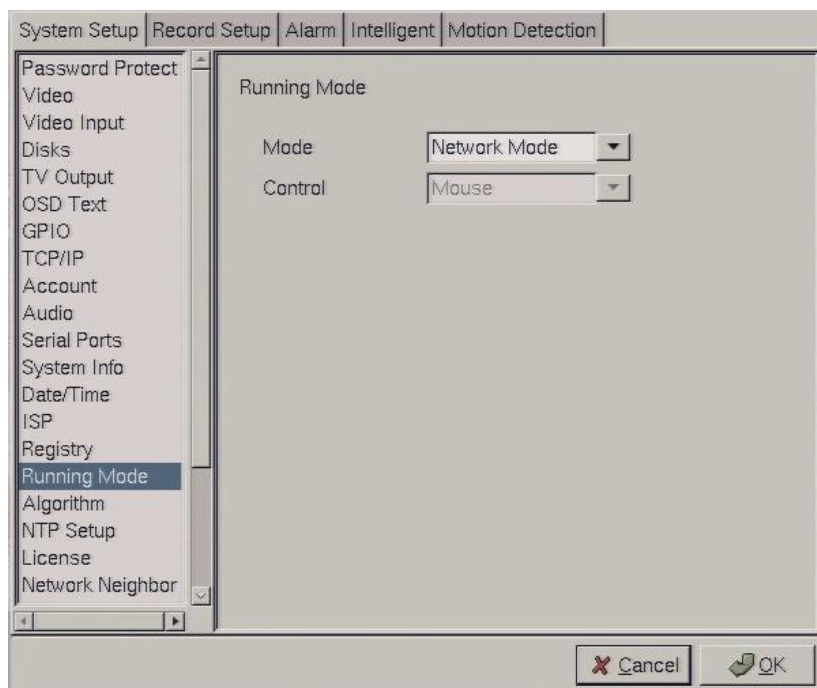 System Setup Record Setup Alarm Intelligent Motion Detection
Password Protect
Video
Video Input
Disks
TV Output
OSD Text
GPIO
TCP/IP
Account
Audio
Serial Ports
System Info
Date/Time
ISP
Registry
Running Mode
Algorithm
NTP Setup
License
Network Neighbor
Running Mode
Mode Network Mode
Control Mouse
Cancel OK